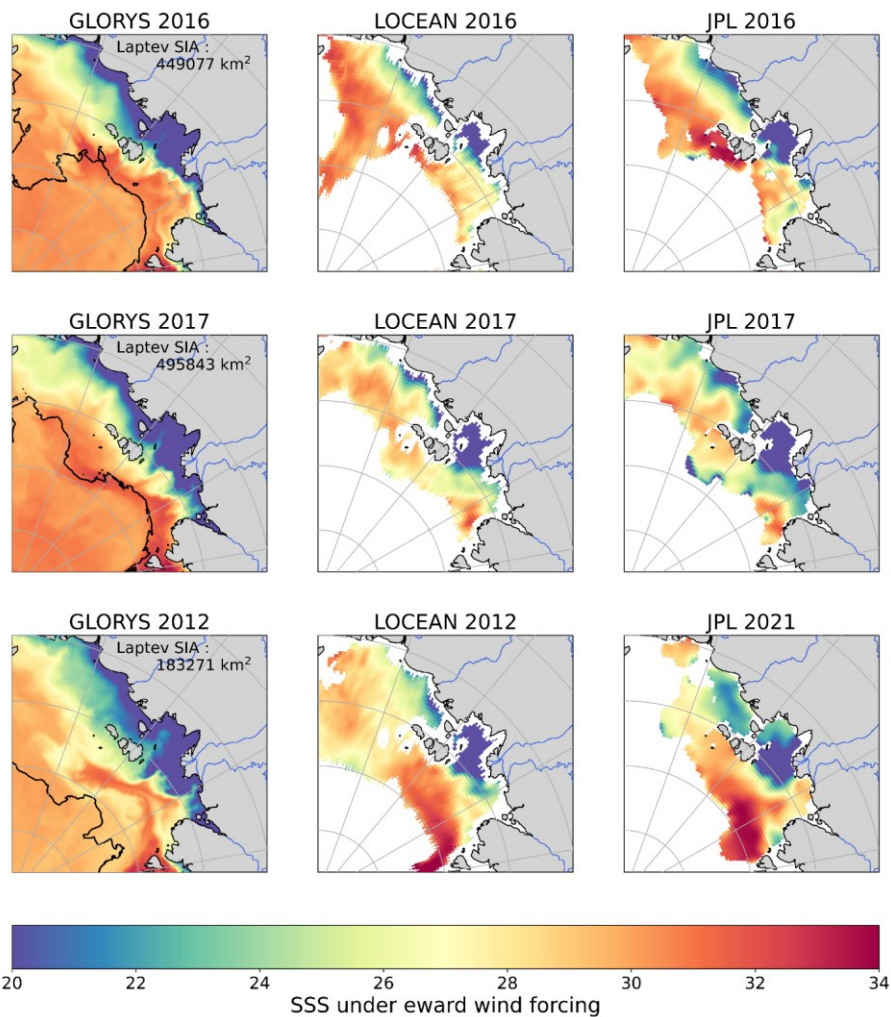 GLORYS 2016
LOCEAN 2016
JPL 2016
Laptev SIA :
449077 km²
GLORYS 2017
LOCEAN 2017
JPL 2017
Laptev SIA :
495843 km²
GLORYS 2012
LOCEAN 2012
JPL 2021
Laptev SIA :
183271 km²
20 22 24 26 28 30 32 34
SSS under eward wind forcing